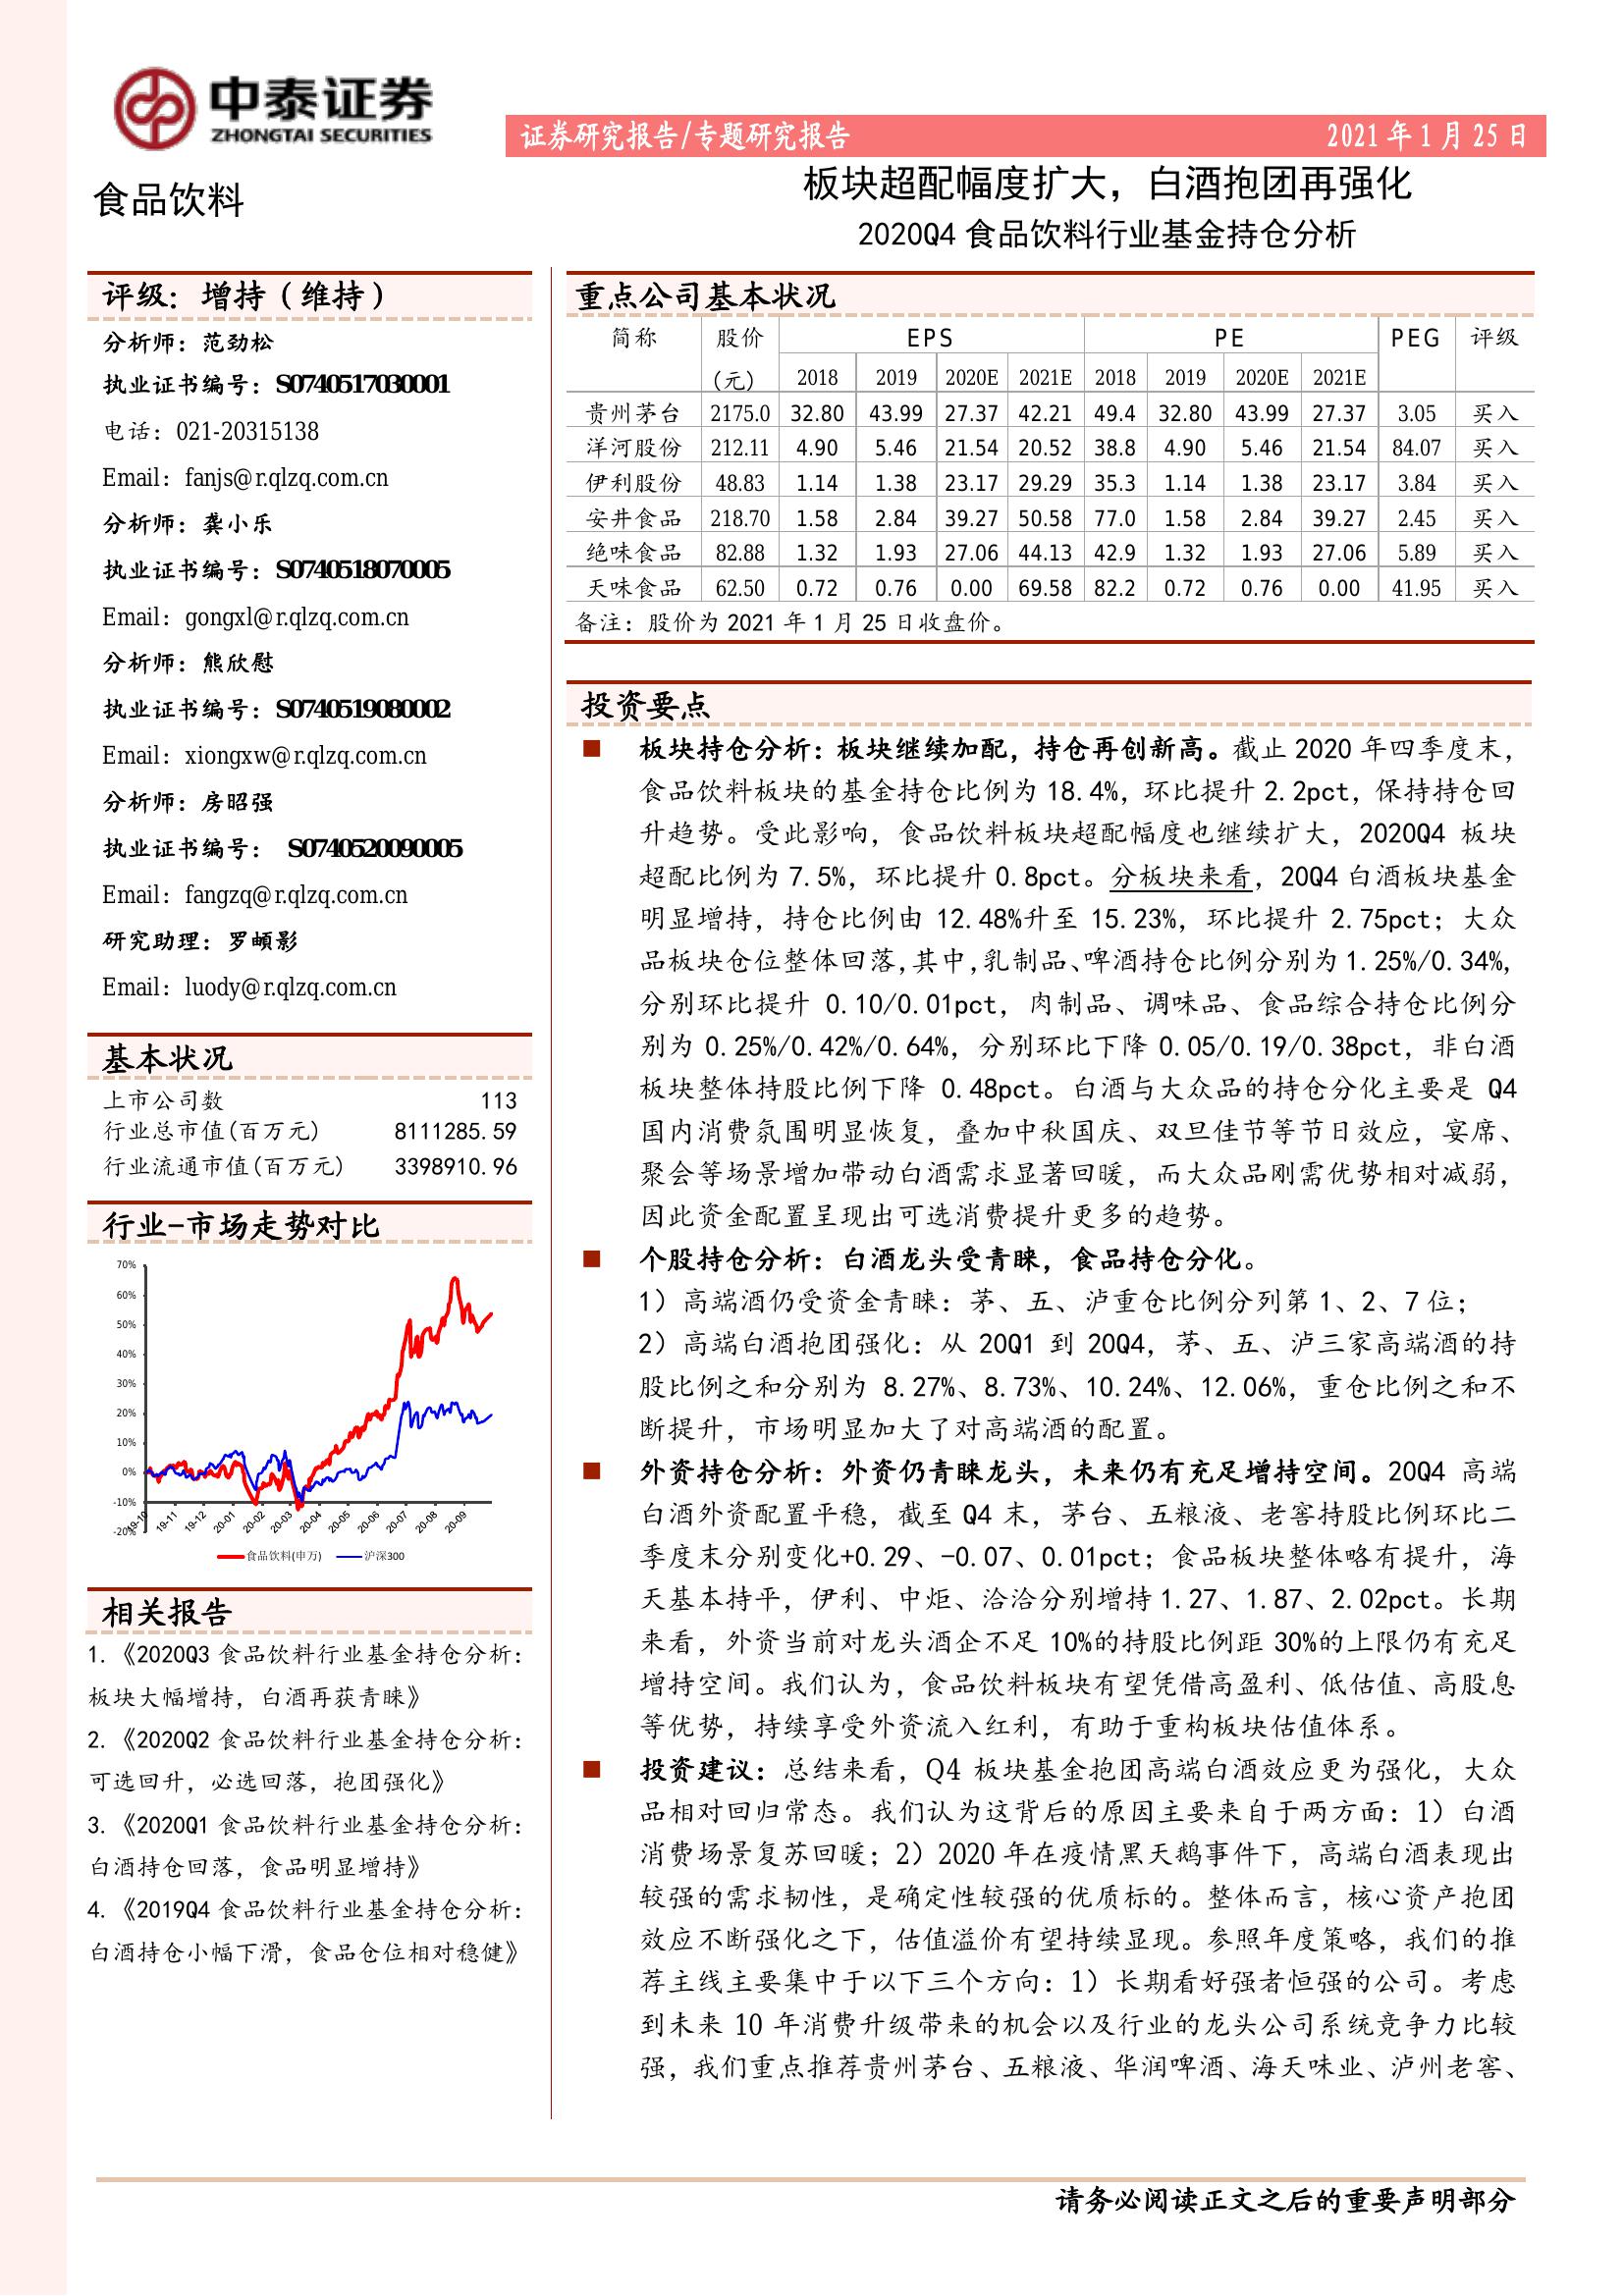 中泰证券
ZHONGTAI SECURITIES
证券研究报告/专题研究报告 2021 年 1 月 25 日
食品饮料
板块超配幅度扩大，白酒抱团再强化
2020Q4 食品饮料行业基金持仓分析
评级：增持（维持）
分析师：范劲松
执业证书编号：S0740517030001
电话：021-20315138
Email：fanjs@r.qlzq.com.cn
分析师：龚小乐
执业证书编号：S0740518070005
Email：gongxl@r.qlzq.com.cn
分析师：熊欣慰
执业证书编号：S0740519080002
Email：xiongxw@r.qlzq.com.cn
分析师：房昭强
执业证书编号： S0740520090005
Email：fangzq@r.qlzq.com.cn
研究助理：罗頔影
Email：luody@r.qlzq.com.cn
基本状况
上市公司数 113
行业总市值(百万元) 8111285.59
行业流通市值(百万元) 3398910.96
行业-市场走势对比
70%
60%
50%
40%
30%
20%
10%
0%
-10%
-20%
19-10 19-11 19-12 20-01 20-02 20-03 20-04 20-05 20-06 20-07 20-08 20-09
食品饮料(申万) 沪深300
相关报告
1.《2020Q3 食品饮料行业基金持仓分析：
板块大幅增持，白酒再获青睐》
2.《2020Q2 食品饮料行业基金持仓分析：
可选回升，必选回落，抱团强化》
3.《2020Q1 食品饮料行业基金持仓分析：
白酒持仓回落，食品明显增持》
4.《2019Q4 食品饮料行业基金持仓分析：
白酒持仓小幅下滑，食品仓位相对稳健》
重点公司基本状况
简称 股价 EPS PE PEG 评级
(元) 2018 2019 2020E 2021E 2018 2019 2020E 2021E
贵州茅台 2175.0 32.80 43.99 27.37 42.21 49.4 32.80 43.99 27.37 3.05 买入
洋河股份 212.11 4.90 5.46 21.54 20.52 38.8 4.90 5.46 21.54 84.07 买入
伊利股份 48.83 1.14 1.38 23.17 29.29 35.3 1.14 1.38 23.17 3.84 买入
安井食品 218.70 1.58 2.84 39.27 50.58 77.0 1.58 2.84 39.27 2.45 买入
绝味食品 82.88 1.32 1.93 27.06 44.13 42.9 1.32 1.93 27.06 5.89 买入
天味食品 62.50 0.72 0.76 0.00 69.58 82.2 0.72 0.76 0.00 41.95 买入
备注：股价为 2021 年 1 月 25 日收盘价。
投资要点
板块持仓分析：板块继续加配，持仓再创新高。截止 2020 年四季度末，
食品饮料板块的基金持仓比例为 18.4%，环比提升 2.2pct，保持持仓回
升趋势。受此影响，食品饮料板块超配幅度也继续扩大，2020Q4 板块
超配比例为 7.5%，环比提升 0.8pct。分板块来看，20Q4 白酒板块基金
明显增持，持仓比例由 12.48%升至 15.23%，环比提升 2.75pct；大众
品板块仓位整体回落,其中,乳制品、啤酒持仓比例分别为 1.25%/0.34%,
分别环比提升 0.10/0.01pct，肉制品、调味品、食品综合持仓比例分
别为 0.25%/0.42%/0.64%，分别环比下降 0.05/0.19/0.38pct，非白酒
板块整体持股比例下降 0.48pct。白酒与大众品的持仓分化主要是 Q4
国内消费氛围明显恢复，叠加中秋国庆、双旦佳节等节日效应，宴席、
聚会等场景增加带动白酒需求显著回暖，而大众品刚需优势相对减弱，
因此资金配置呈现出可选消费提升更多的趋势。
个股持仓分析：白酒龙头受青睐，食品持仓分化。
1）高端酒仍受资金青睐：茅、五、泸重仓比例分列第 1、2、7 位；
2）高端白酒抱团强化：从 20Q1 到 20Q4，茅、五、泸三家高端酒的持
股比例之和分别为 8.27%、8.73%、10.24%、12.06%，重仓比例之和不
断提升，市场明显加大了对高端酒的配置。
外资持仓分析：外资仍青睐龙头，未来仍有充足增持空间。20Q4 高端
白酒外资配置平稳，截至 Q4 末，茅台、五粮液、老窖持股比例环比二
季度末分别变化+0.29、-0.07、0.01pct；食品板块整体略有提升，海
天基本持平，伊利、中炬、洽洽分别增持 1.27、1.87、2.02pct。长期
来看，外资当前对龙头酒企不足 10%的持股比例距 30%的上限仍有充足
增持空间。我们认为，食品饮料板块有望凭借高盈利、低估值、高股息
等优势，持续享受外资流入红利，有助于重构板块估值体系。
投资建议：总结来看，Q4 板块基金抱团高端白酒效应更为强化，大众
品相对回归常态。我们认为这背后的原因主要来自于两方面：1）白酒
消费场景复苏回暖；2）2020 年在疫情黑天鹅事件下，高端白酒表现出
较强的需求韧性，是确定性较强的优质标的。整体而言，核心资产抱团
效应不断强化之下，估值溢价有望持续显现。参照年度策略，我们的推
荐主线主要集中于以下三个方向：1）长期看好强者恒强的公司。考虑
到未来 10 年消费升级带来的机会以及行业的龙头公司系统竞争力比较
强，我们重点推荐贵州茅台、五粮液、华润啤酒、海天味业、泸州老窖、
请务必阅读正文之后的重要声明部分